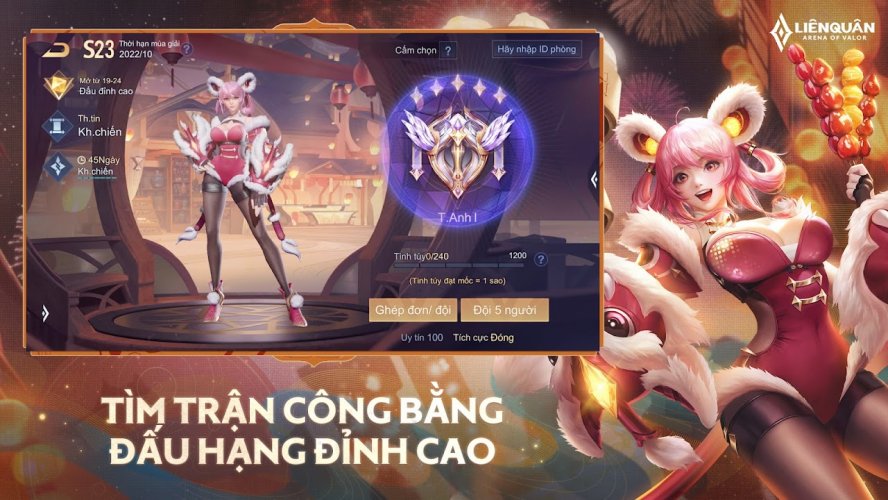 LIÊNQUÂN
ARENA OF VALOR
S23
Thời hạn mùa giải
2022/10
?
Cấm chọn
?
Hãy nhập ID phòng
Mở từ 19-24
Đấu đỉnh cao
Th.tin
Kh.chiến
45Ngày
Kh.chiến
T.Anh I
Tinh túy0/240
1200
?
(Tinh túy đạt mốc = 1 sao)
Ghép đơn/ đội
Đội 5 người
Uy tín 100
Tích cực Đóng
TÌM TRẬN CÔNG BẰNG
ĐẤU HẠNG ĐỈNH CAO